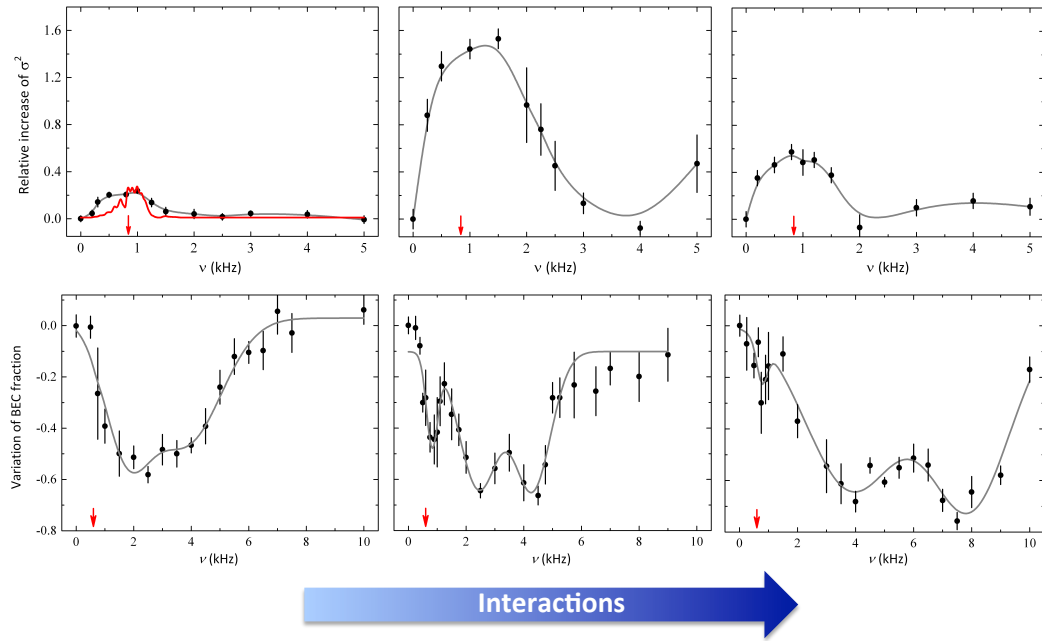 Relative increase of σ²
1.6
1.2
0.8
0.4
0.0
0 1 2 3 4 5
ν (kHz)
0 1 2 3 4 5
ν (kHz)
0 1 2 3 4 5
ν (kHz)
Variation of BEC fraction
0.0
-0.2
-0.4
-0.6
-0.8
0 2 4 6 8 10
ν (kHz)
0 2 4 6 8 10
ν (kHz)
0 2 4 6 8 10
ν (kHz)
Interactions